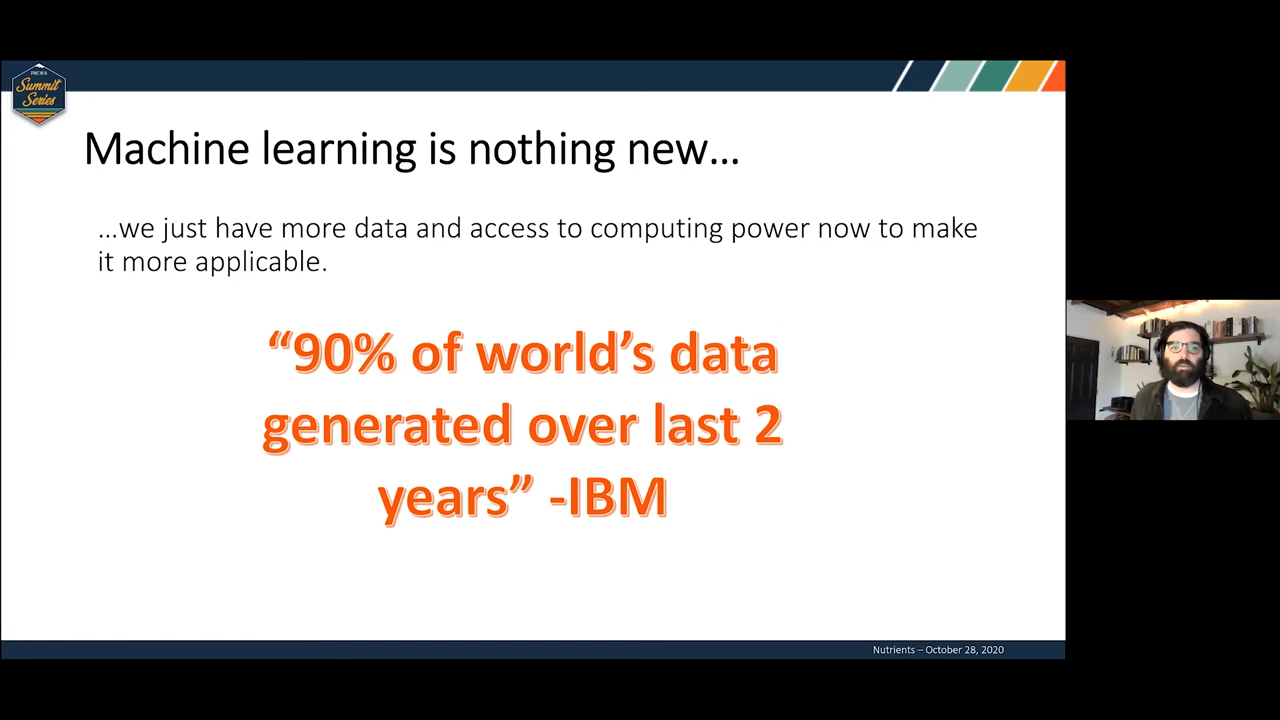 PNCWA
Summit
Series
Machine learning is nothing new…
…we just have more data and access to computing power now to make
it more applicable.
“90% of world’s data
generated over last 2
years” -IBM
Nutrients – October 28, 2020